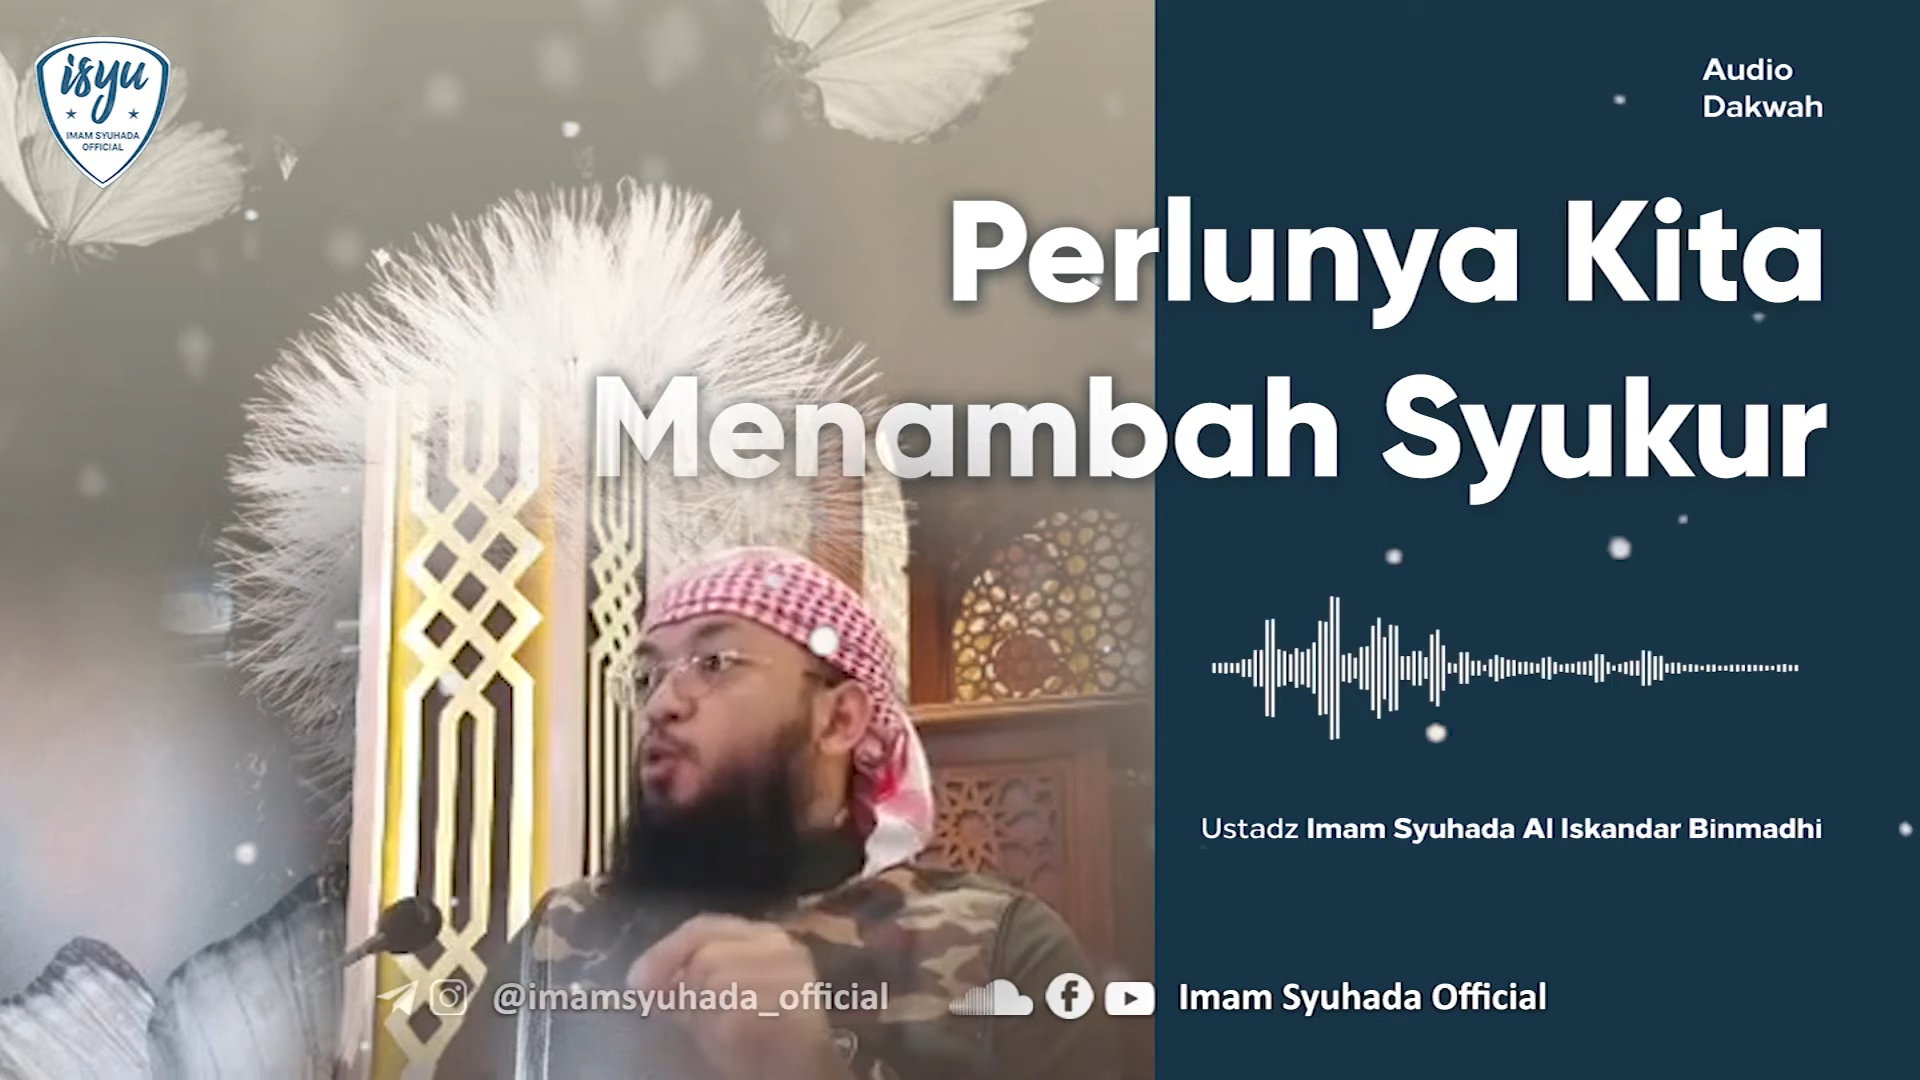 isyu
IMAM SYUHADA
OFFICIAL
Audio
Dakwah
Perlunya Kita
Menambah Syukur
Ustadz Imam Syuhada Al Iskandar Binmadhi
@imamsyuhada_official
Imam Syuhada Official